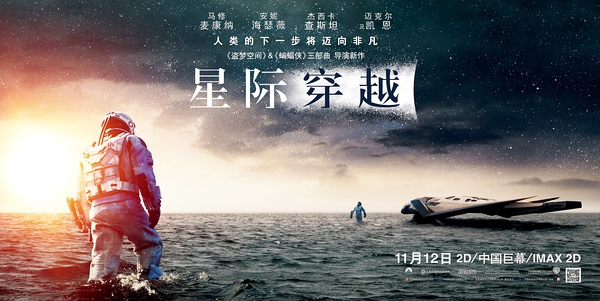 马修 安妮 杰西卡 迈克尔
麦康纳 海瑟薇 查斯坦 及凯恩
人类的下一步将迈向非凡
《盗梦空间》&《蝙蝠侠》三部曲 导演新作
星际穿越
11月12日 2D/中国巨幕/IMAX 2D